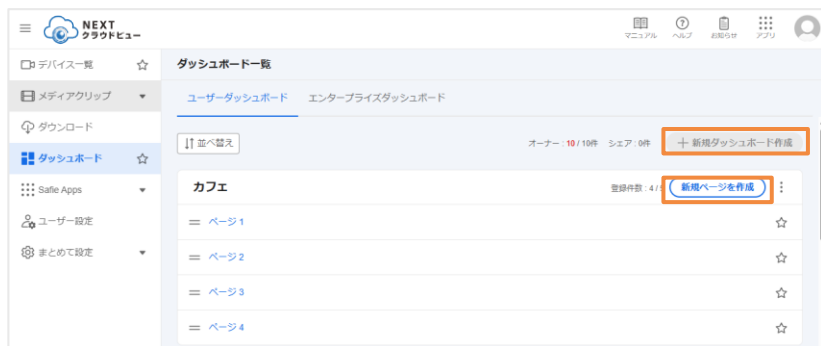 NEXT
クラウドビュー
マニュアル ヘルプ お知らせ アプリ
デバイス一覧
メディアクリップ
ダウンロード
ダッシュボード
Safie Apps
ユーザー設定
まとめて設定
ダッシュボード一覧
ユーザーダッシュボード エンタープライズダッシュボード
並べ替え オーナー : 10 / 10件 シェア : 0件 + 新規ダッシュボード作成
カフェ 登録件数 : 4 / 新規ページを作成
ページ 1
ページ 2
ページ 3
ページ 4